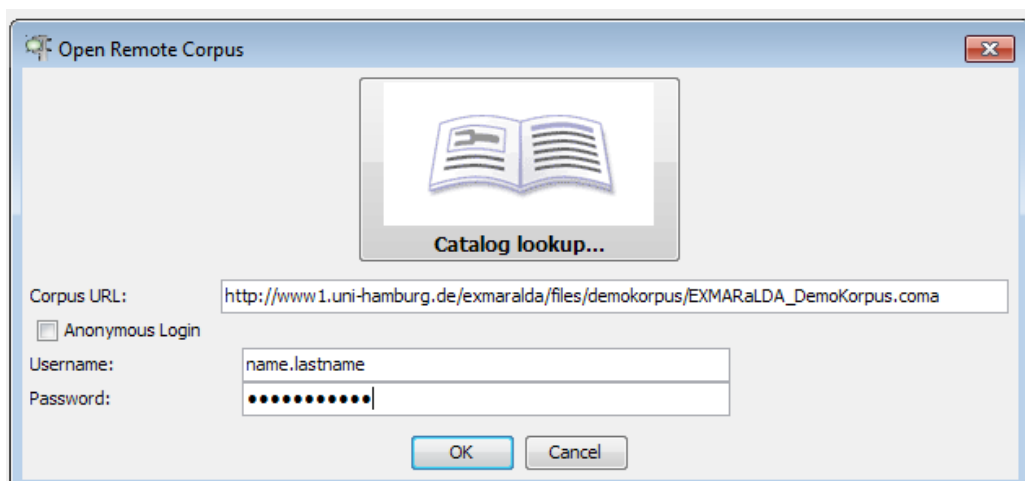 Open Remote Corpus
Catalog lookup...
Corpus URL: http://www1.uni-hamburg.de/exmaralda/files/demokorpus/EXMARaLDA_DemoKorpus.coma
Anonymous Login
Username: name.lastname
Password: ●●●●●●●●●●●
OK Cancel